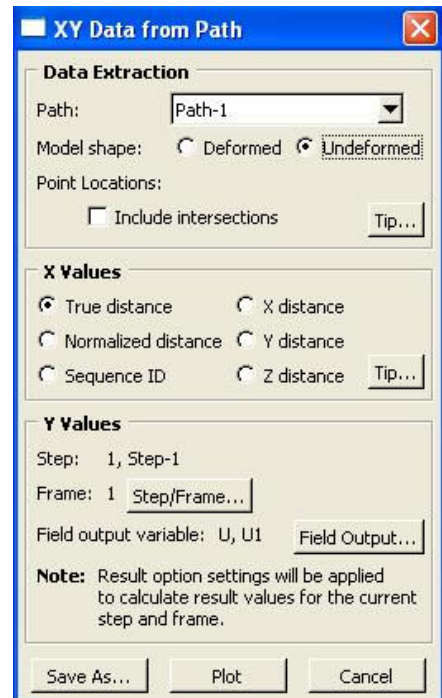 XY Data from Path
Data Extraction
Path: Path-1
Model shape: Deformed Undeformed
Point Locations:
Include intersections Tip...
X Values
True distance X distance
Normalized distance Y distance
Sequence ID Z distance Tip...
Y Values
Step: 1, Step-1
Frame: 1 Step/Frame...
Field output variable: U, U1 Field Output...
Note: Result option settings will be applied
to calculate result values for the current
step and frame.
Save As... Plot Cancel